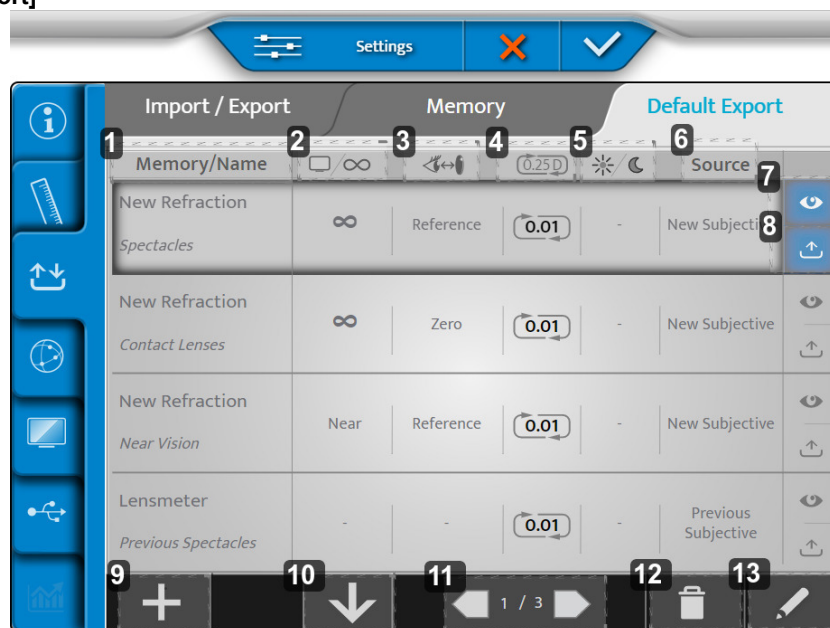 ort]
Settings
Import / Export Memory Default Export
1 2 3 4 5 6
Memory/Name ∞ 0.25 D Source
7
New Refraction
∞ Reference 0.01 - New Subjecti 8
Spectacles
New Refraction
∞ Zero 0.01 - New Subjective
Contact Lenses
New Refraction
Near Reference 0.01 - New Subjective
Near Vision
Lensmeter
- - 0.01 - Previous
Subjective
Previous Spectacles
9 10 11 12 13
1 / 3